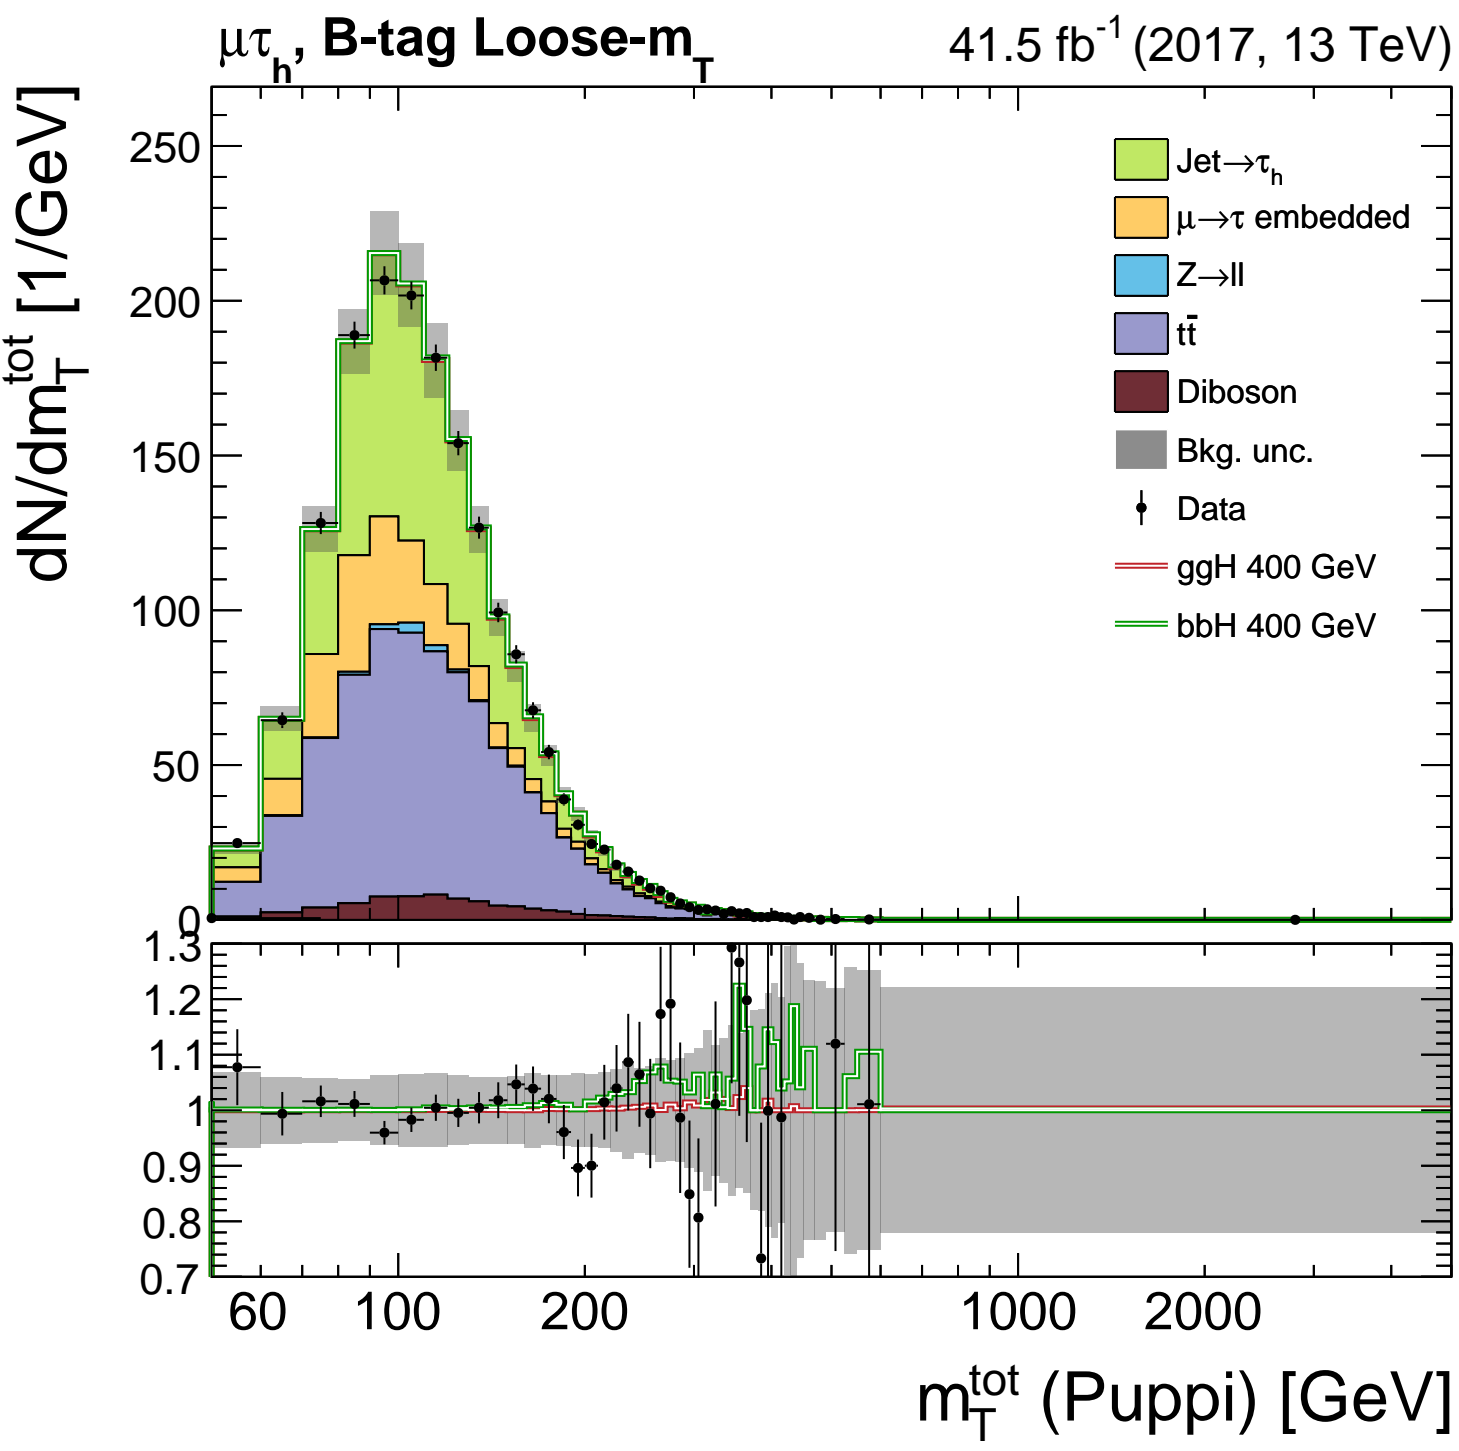 μτh, B-tag Loose-mT
41.5 fb-1 (2017, 13 TeV)
dN/dmTtot [1/GeV]
250
200
150
100
50
0
Jet→τh
μ→τ embedded
Z→ll
tt̄
Diboson
Bkg. unc.
Data
ggH 400 GeV
bbH 400 GeV
1.3
1.2
1.1
1
0.9
0.8
0.7
60 100 200 1000 2000
mTtot (Puppi) [GeV]